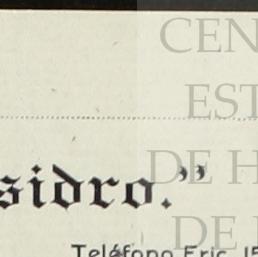 CEN
EST
sidro.”
DE H
DE
Teléfono Eric. 15